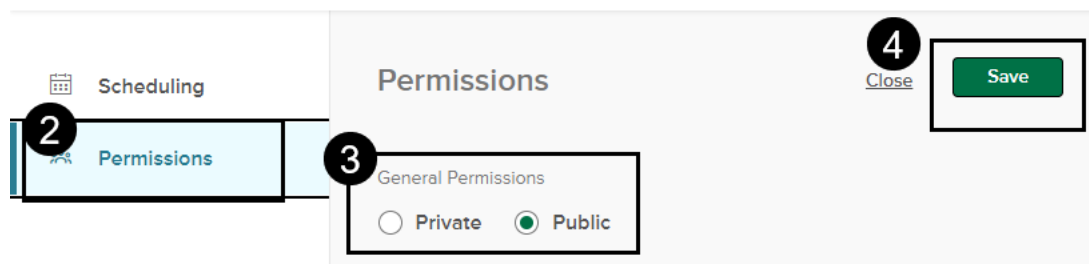 4
Scheduling
Permissions
Close
Save
2
Permissions
3
General Permissions
Private
Public